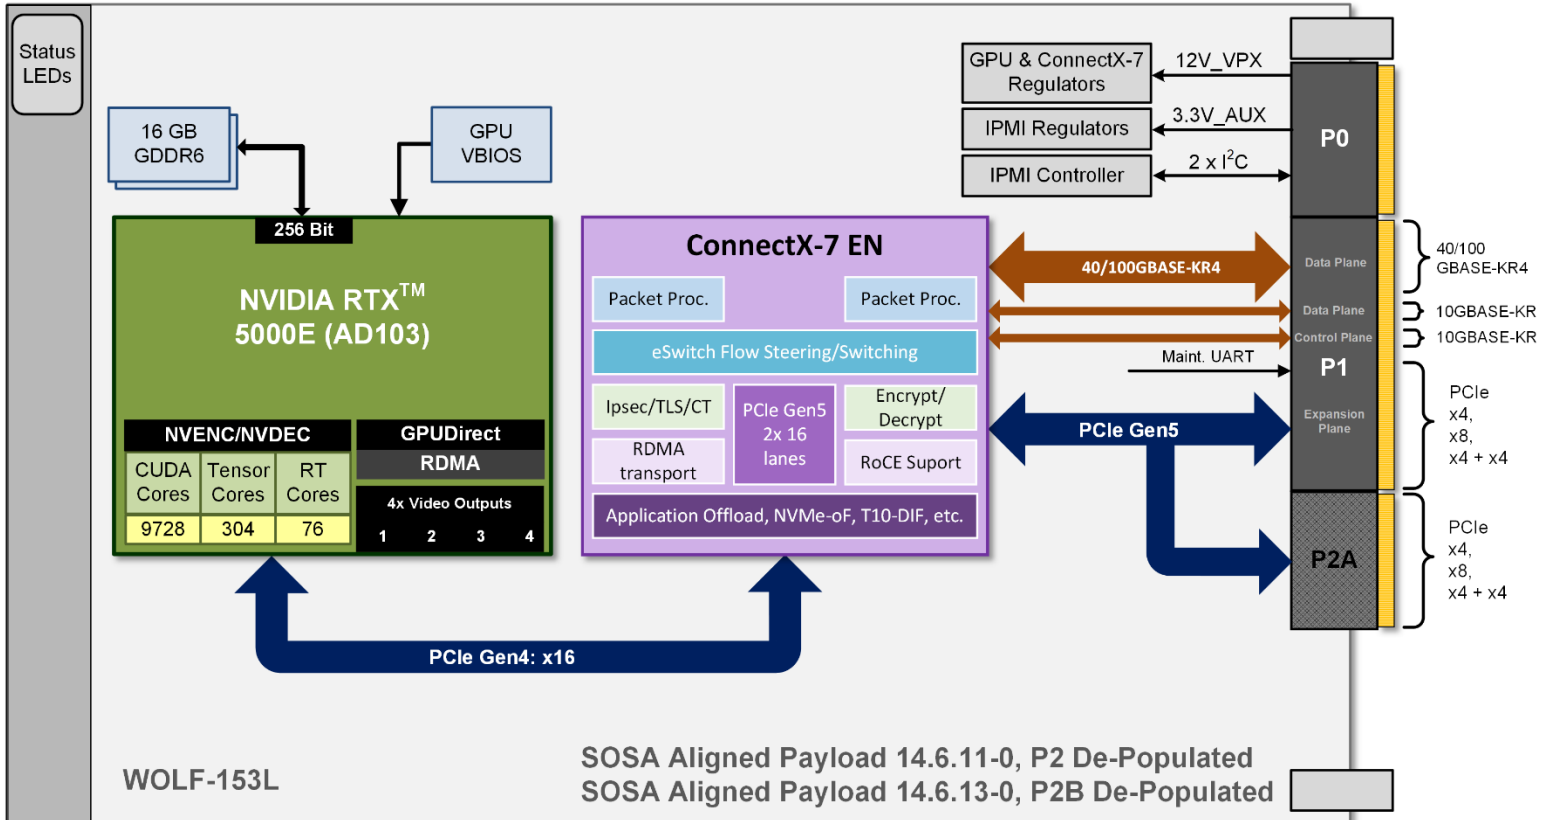 Status
LEDs
16 GB
GDDR6
GPU
VBIOS
256 Bit
NVIDIA RTX™
5000E (AD103)
NVENC/NVDEC
CUDA
Cores
Tensor
Cores
RT
Cores
9728
304
76
GPUDirect
RDMA
4x Video Outputs
1 2 3 4
ConnectX-7 EN
Packet Proc.
Packet Proc.
eSwitch Flow Steering/Switching
Ipsec/TLS/CT
PCIe Gen5
2x 16
lanes
Encrypt/
Decrypt
RDMA
transport
RoCE Suport
Application Offload, NVMe-oF, T10-DIF, etc.
PCIe Gen4: x16
GPU & ConnectX-7
Regulators
12V_VPX
IPMI Regulators
3.3V_AUX
IPMI Controller
2 x I²C
P0
40/100GBASE-KR4
Data Plane
40/100
GBASE-KR4
Data Plane
10GBASE-KR
Control Plane
10GBASE-KR
Maint. UART
P1
PCIe Gen5
Expansion
Plane
PCIe
x4,
x8,
x4 + x4
P2A
PCIe
x4,
x8,
x4 + x4
WOLF-153L
SOSA Aligned Payload 14.6.11-0, P2 De-Populated
SOSA Aligned Payload 14.6.13-0, P2B De-Populated